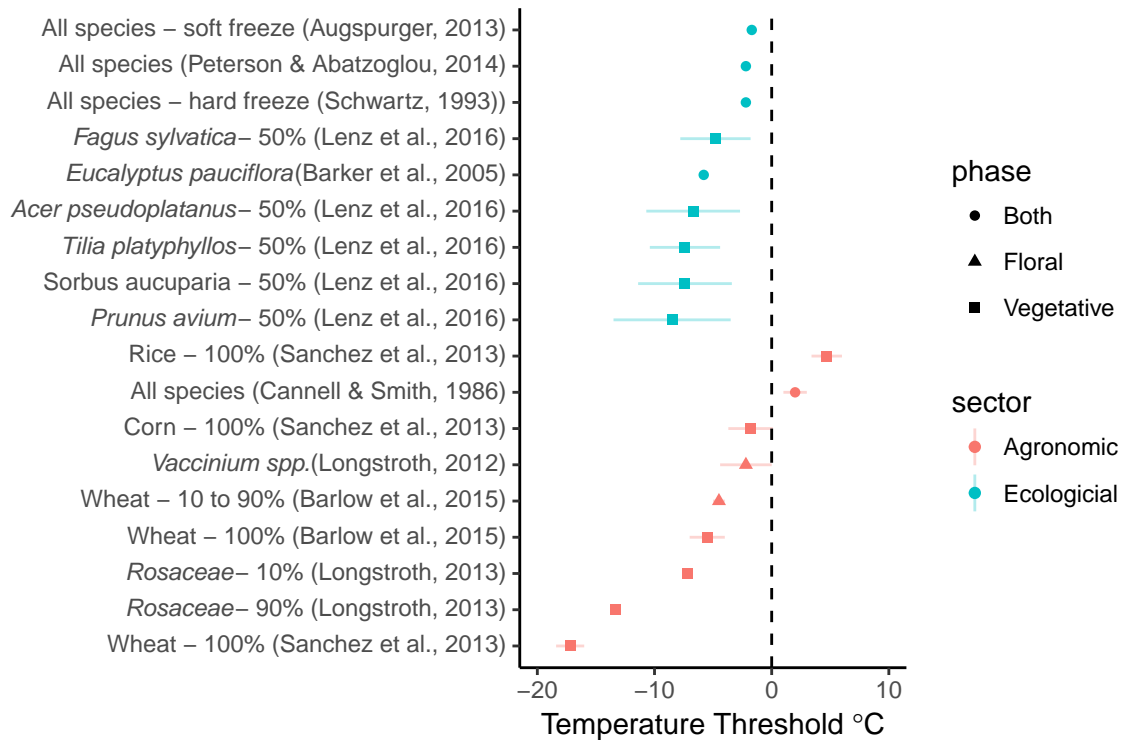 All species – soft freeze (Augspurger, 2013)
All species (Peterson & Abatzoglou, 2014)
All species – hard freeze (Schwartz, 1993))
Fagus sylvatica– 50% (Lenz et al., 2016)
Eucalyptus pauciflora(Barker et al., 2005)
Acer pseudoplatanus– 50% (Lenz et al., 2016)
Tilia platyphyllos– 50% (Lenz et al., 2016)
Sorbus aucuparia – 50% (Lenz et al., 2016)
Prunus avium– 50% (Lenz et al., 2016)
Rice – 100% (Sanchez et al., 2013)
All species (Cannell & Smith, 1986)
Corn – 100% (Sanchez et al., 2013)
Vaccinium spp.(Longstroth, 2012)
Wheat – 10 to 90% (Barlow et al., 2015)
Wheat – 100% (Barlow et al., 2015)
Rosaceae– 10% (Longstroth, 2013)
Rosaceae– 90% (Longstroth, 2013)
Wheat – 100% (Sanchez et al., 2013)
−20 −10 0 10
Temperature Threshold °C
phase
Both
Floral
Vegetative
sector
Agronomic
Ecologicial